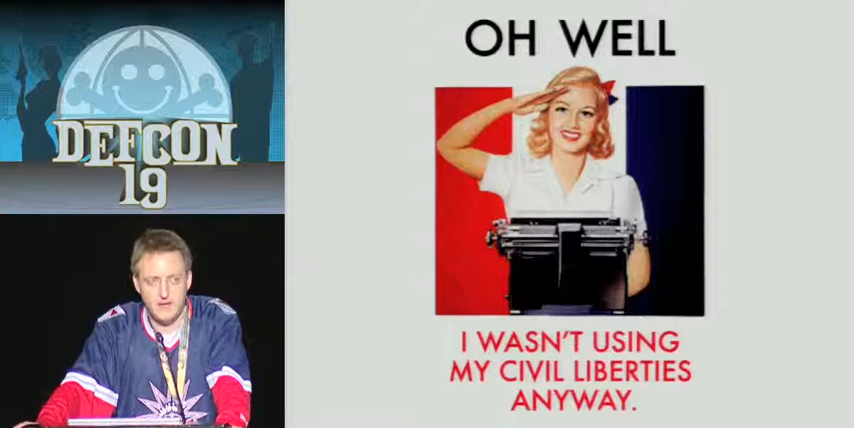 DEFCON
19
OH WELL
I WASN'T USING
MY CIVIL LIBERTIES
ANYWAY.